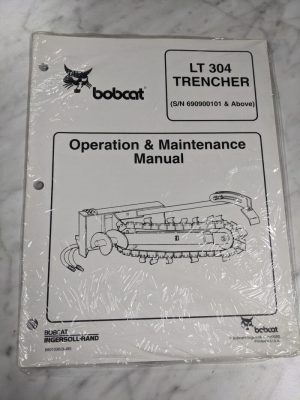 bobcat
LT 304
TRENCHER
(S/N 690900101 & Above)
Operation & Maintenance
Manual
BOBCAT
INGERSOLL-RAND
bobcat